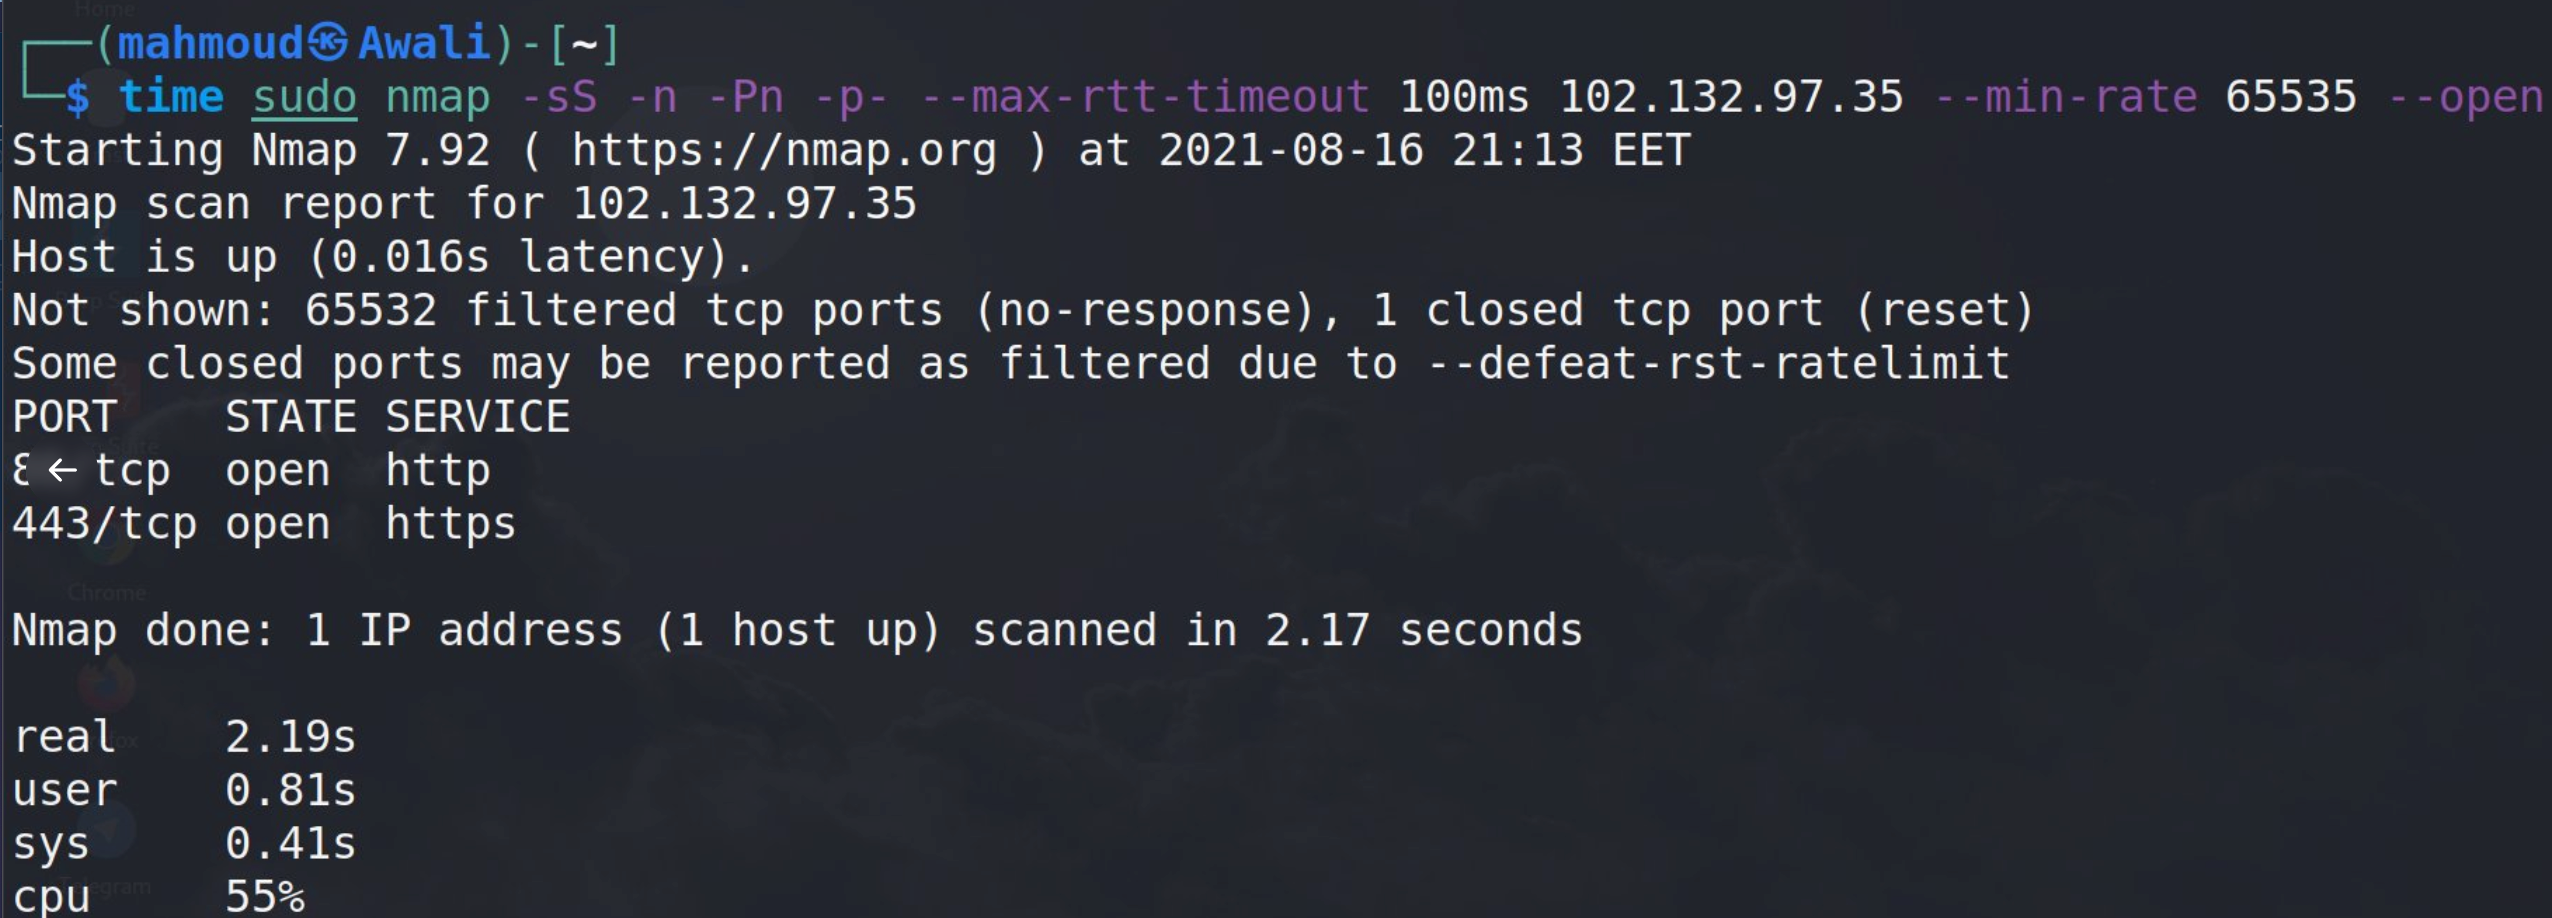 Home
┌──(mahmoud㉿Awali)-[~]
└─$ time sudo nmap -sS -n -Pn -p- --max-rtt-timeout 100ms 102.132.97.35 --min-rate 65535 --open
Starting Nmap 7.92 ( https://nmap.org ) at 2021-08-16 21:13 EET
Nmap scan report for 102.132.97.35
Host is up (0.016s latency).
Not shown: 65532 filtered tcp ports (no-response), 1 closed tcp port (reset)
Some closed ports may be reported as filtered due to --defeat-rst-ratelimit
PORT    STATE SERVICE
tcp  open  http
443/tcp open  https
Chrome
Nmap done: 1 IP address (1 host up) scanned in 2.17 seconds
real    2.19s
user    0.81s
sys     0.41s
Telegram
cpu     55%